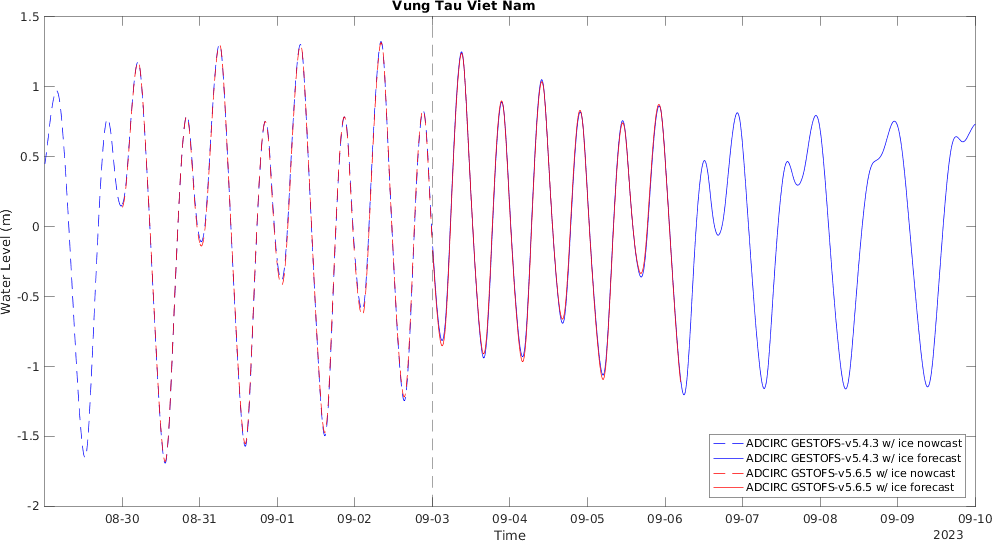 Vung Tau Viet Nam
1.5
1
0.5
0
-0.5
-1
-1.5
-2
Water Level (m)
ADCIRC GESTOFS-v5.4.3 w/ ice nowcast
ADCIRC GESTOFS-v5.4.3 w/ ice forecast
ADCIRC GSTOFS-v5.6.5 w/ ice nowcast
ADCIRC GSTOFS-v5.6.5 w/ ice forecast
08-30 08-31 09-01 09-02 09-03 09-04 09-05 09-06 09-07 09-08 09-09 09-10
Time
2023